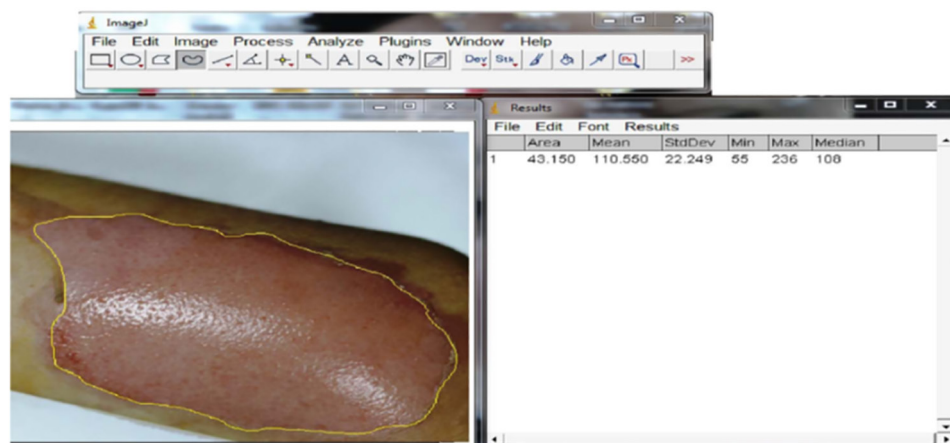 ImageJ
File Edit Image Process Analyze Plugins Window Help
A Dev Stk
>>
Results
File Edit Font Results
Area Mean StdDev Min Max Median
1 43.150 110.550 22.249 55 236 108